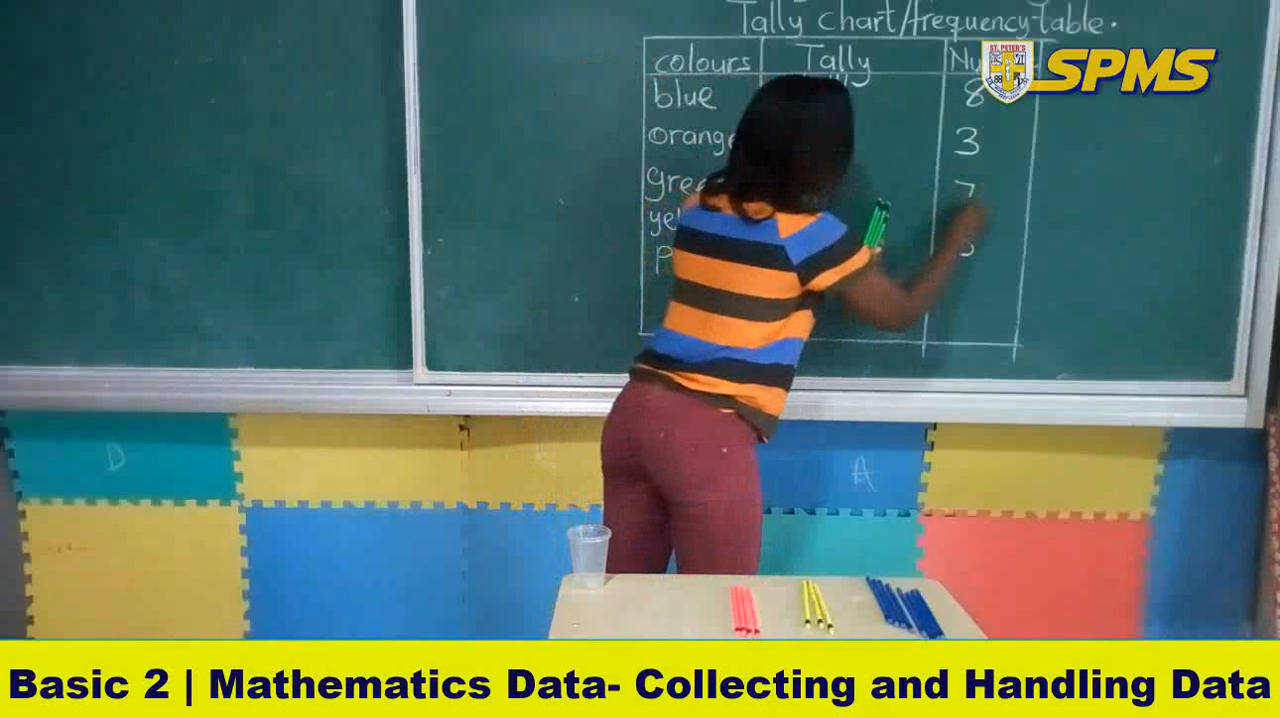 Tally chart/frequency table.
colours Tally
blue 8
orange 3
7
ST. PETER'S
SPMS
D
A
Basic 2 | Mathematics Data- Collecting and Handling Data